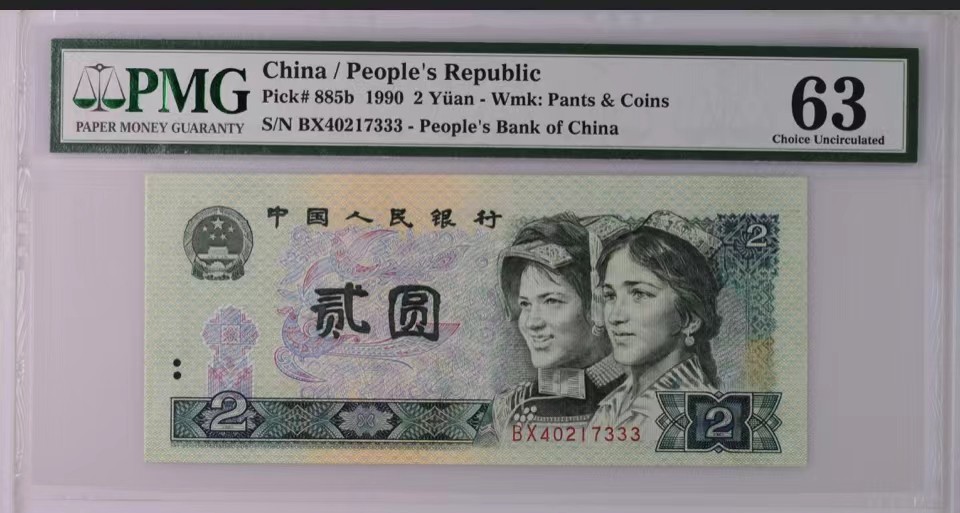 PMG
PAPER MONEY GUARANTY
China / People's Republic
Pick# 885b 1990 2 Yüan - Wmk: Pants & Coins
S/N BX40217333 - People's Bank of China
63
Choice Uncirculated
中国人民银行
2
贰圆
2
BX40217333
2